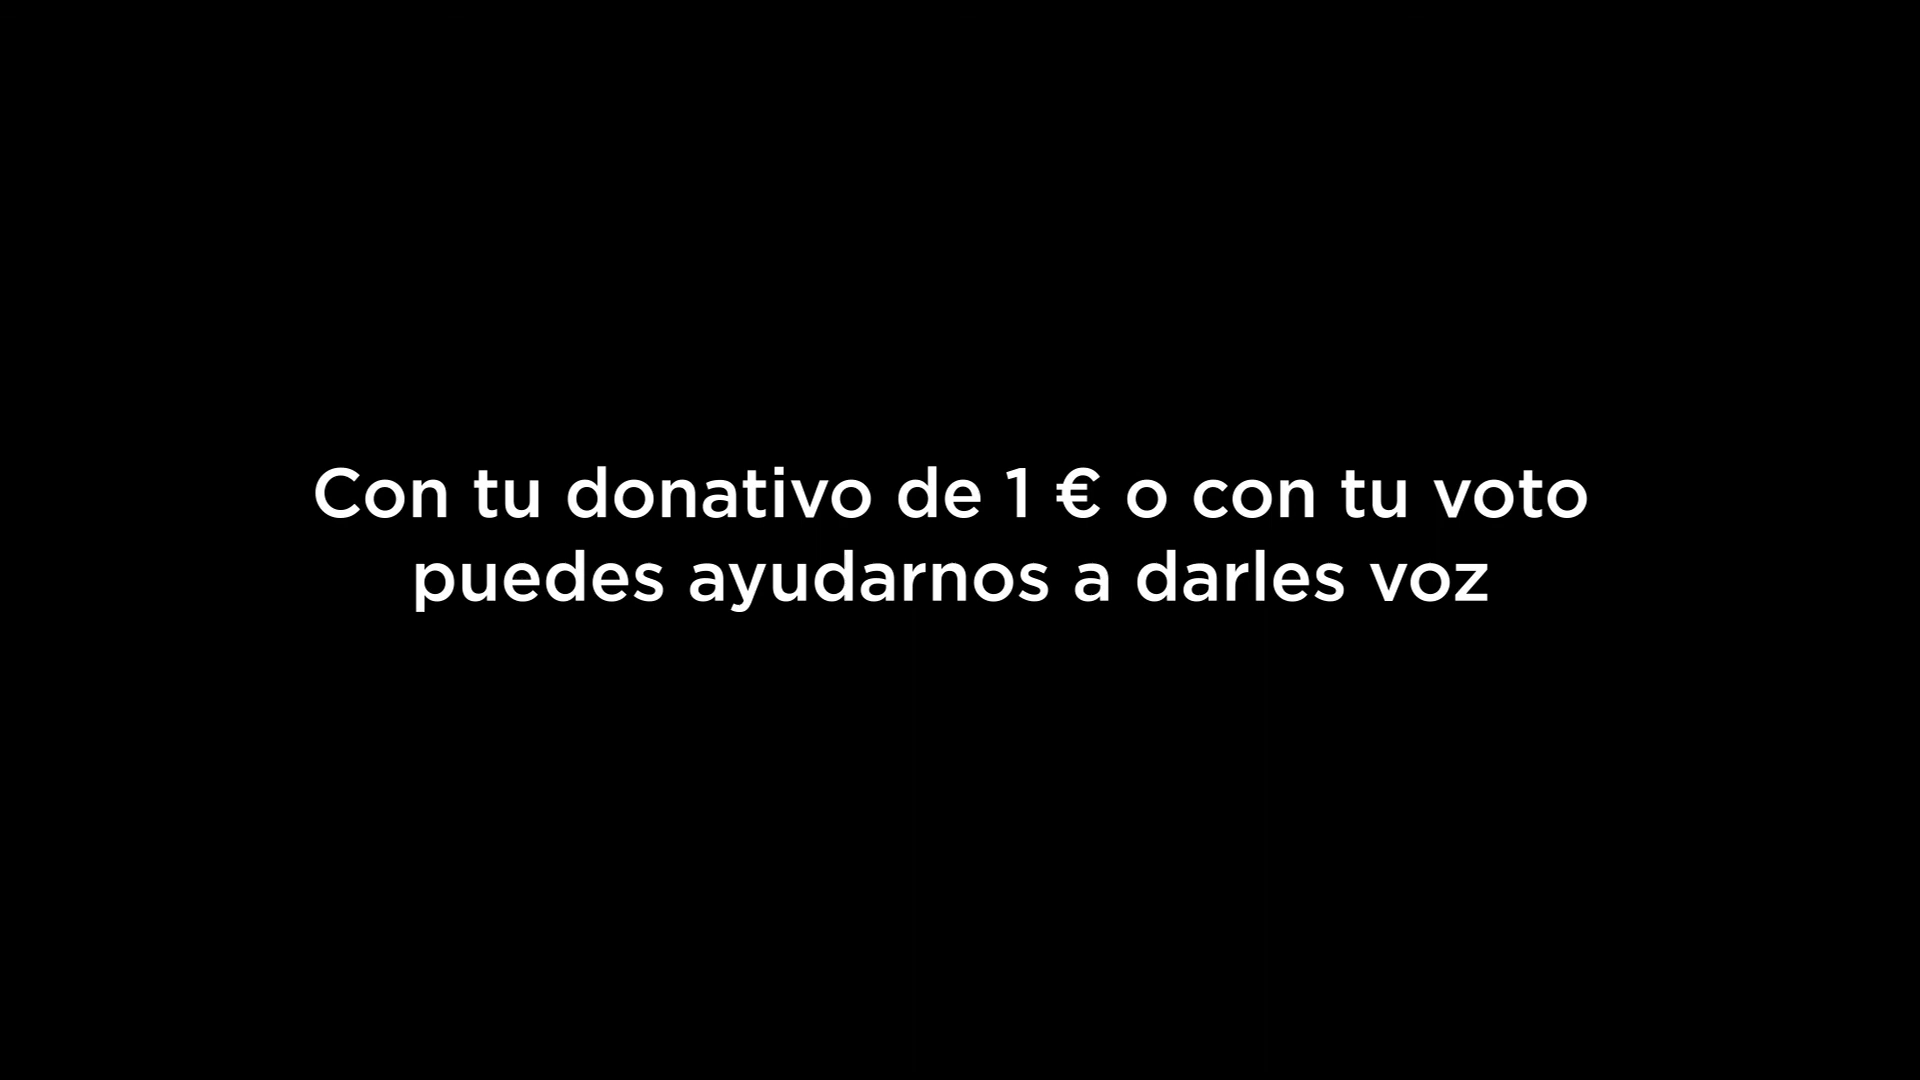 Con tu donativo de 1 € o con tu voto
puedes ayudarnos a darles voz